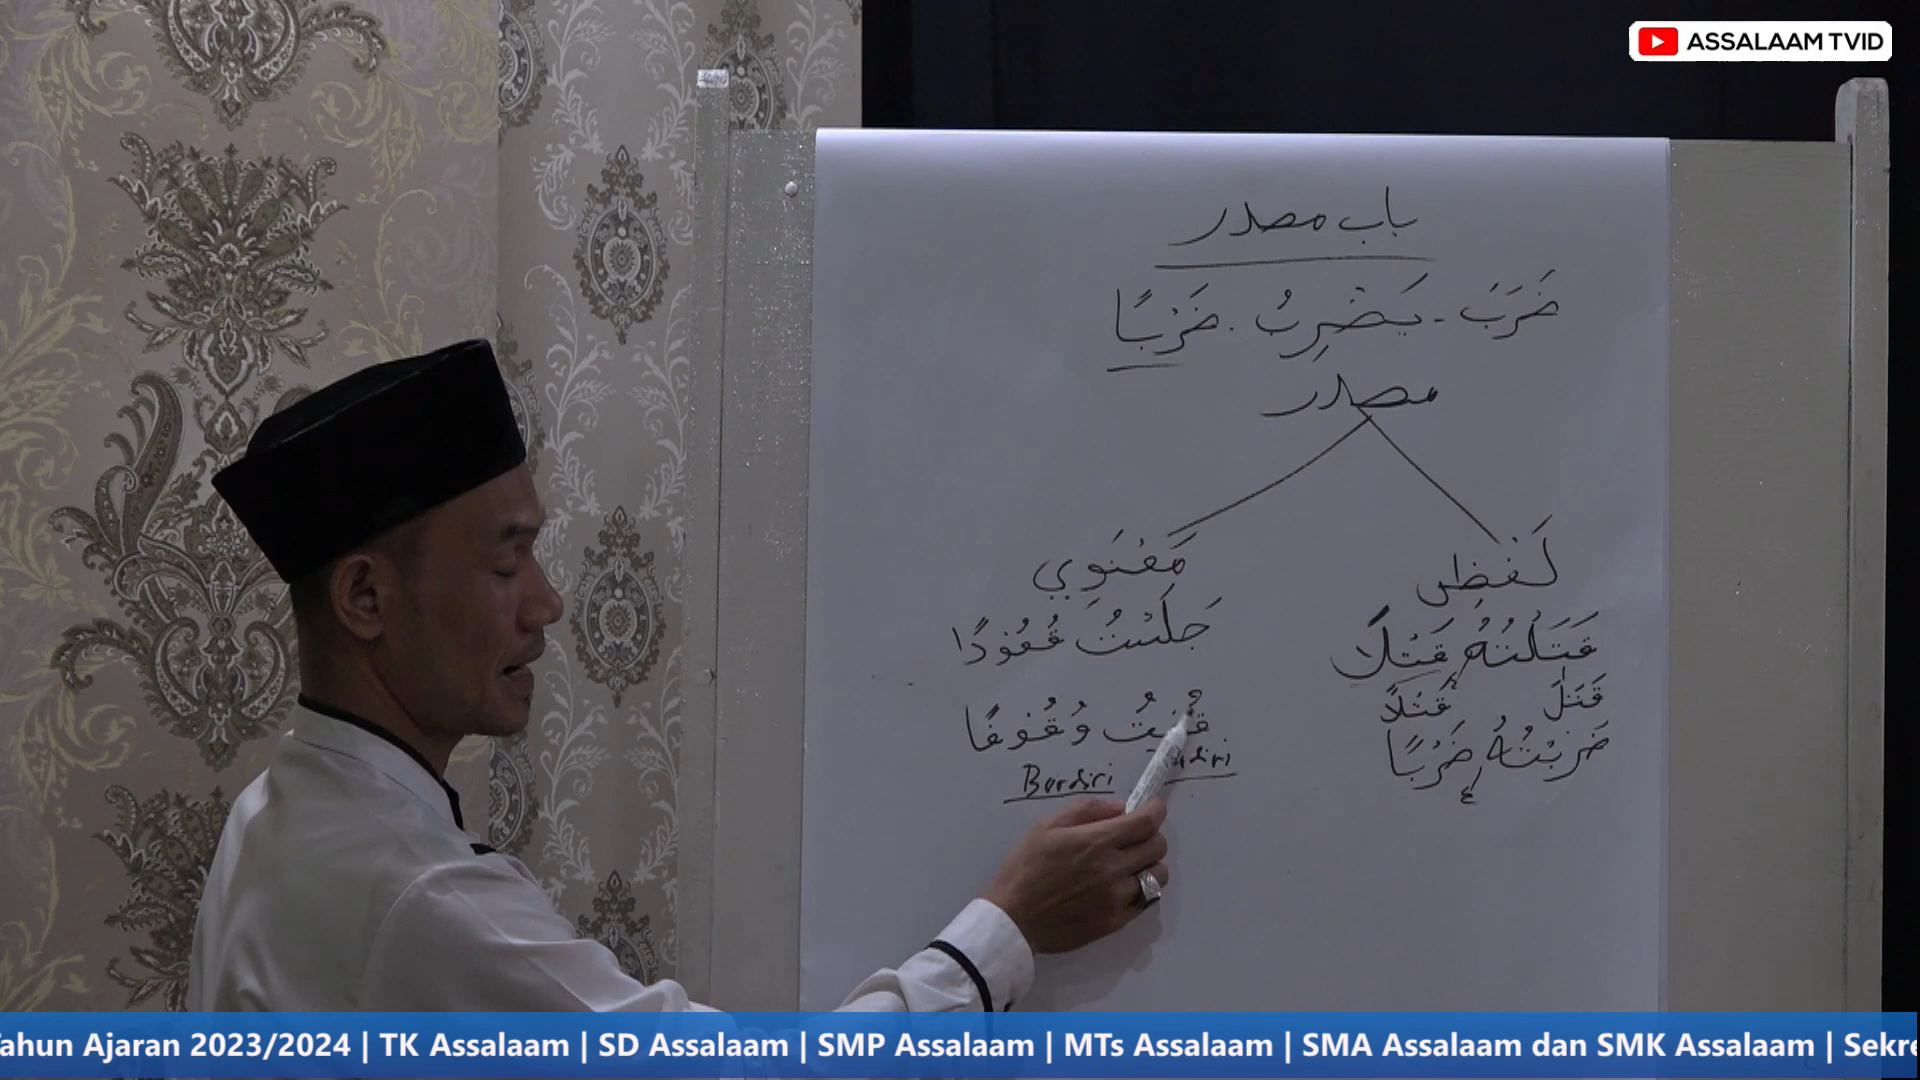 ASSALAAM TVID
باب مصدر
ضَرَبَ - يَضْرِبُ - ضَرْبًا
مصدر
لَفْظِى
مَعْنَوِي
قَتَلْتُهُ قَتْلًا
جَلَسْتُ قُعُوْدًا
قَتَلَ قَتْلًا
ضَرَبْتُهُ ضَرْبًا
قُمْتُ وُقُوْفًا
Berdiri
ahun Ajaran 2023/2024 | TK Assalaam | SD Assalaam | SMP Assalaam | MTs Assalaam | SMA Assalaam dan SMK Assalaam | Sekre